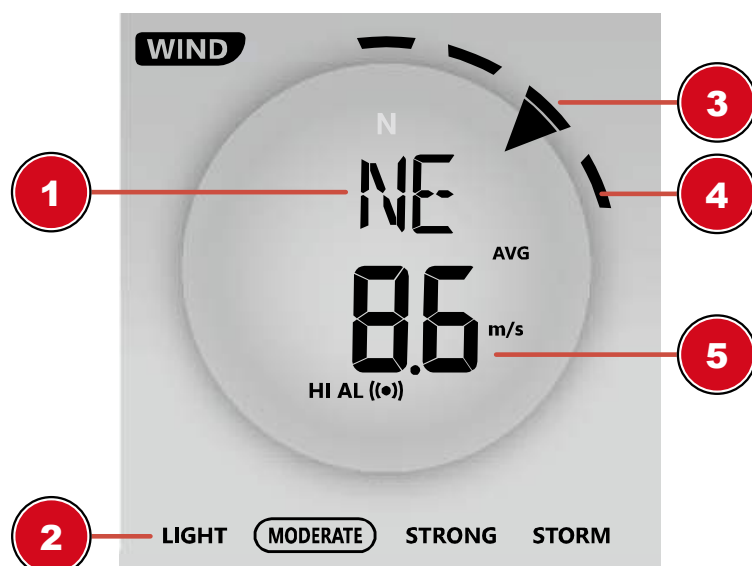 WIND
N
3
1
NE
4
AVG
8.6
m/s
5
HI AL ((•))
2
LIGHT MODERATE STRONG STORM